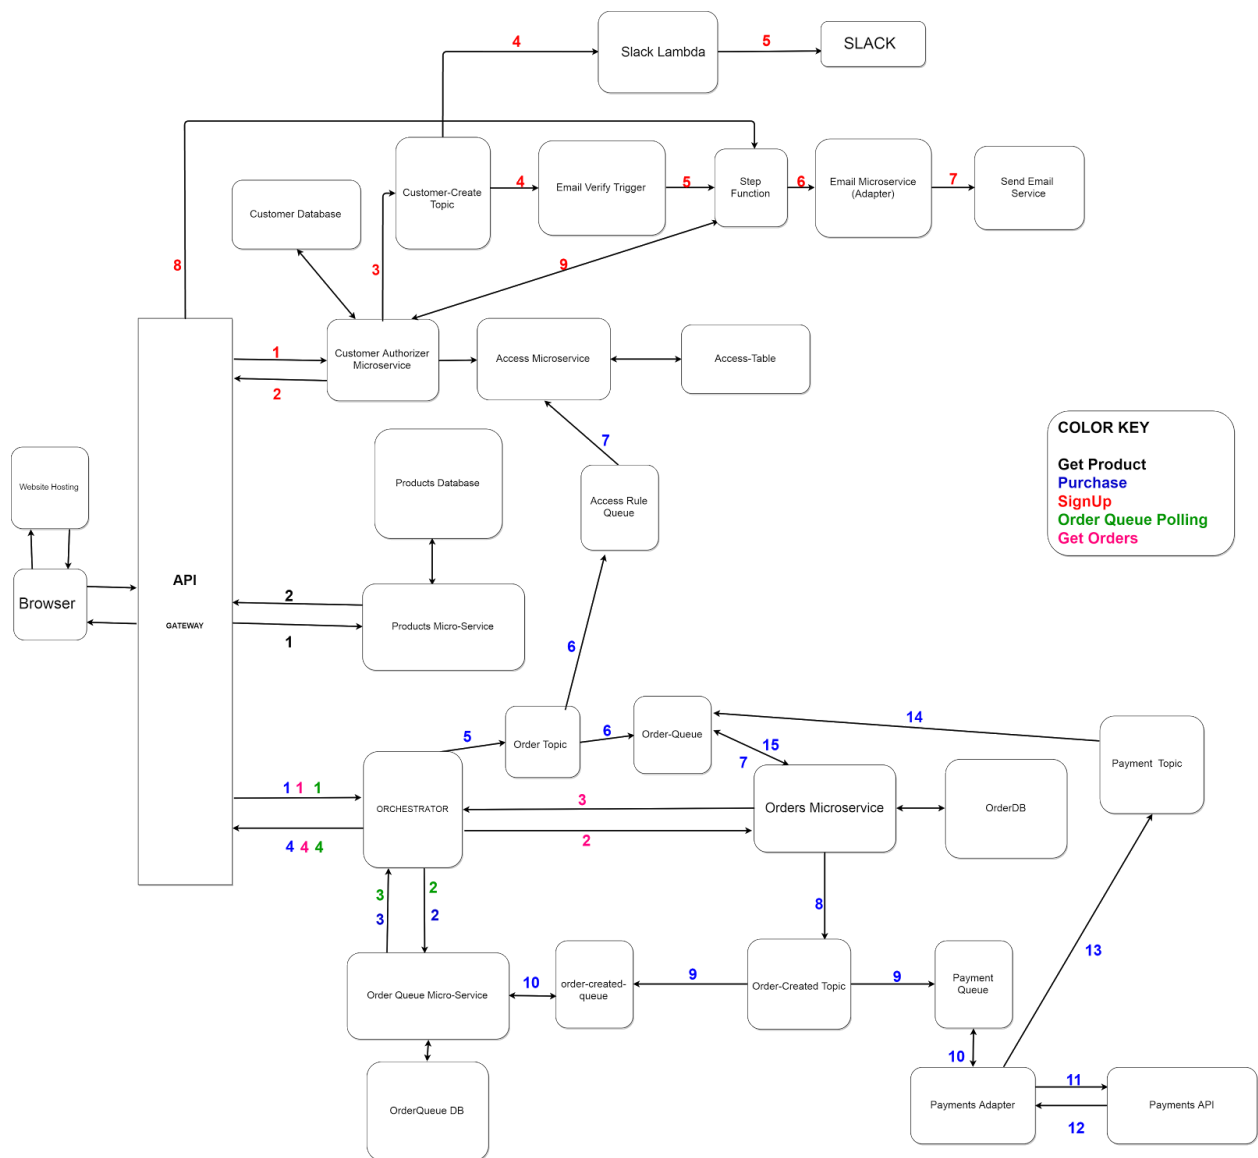 4
Slack Lambda
5
SLACK
Customer-Create
Topic
4
Email Verify Trigger
5
Step
Function
6
Email Microservice
(Adapter)
7
Send Email
Service
Customer Database
8
3
9
1
Customer Authorizer
Microservice
2
Access Microservice
Access-Table
7
COLOR KEY
Get Product
Purchase
SignUp
Order Queue Polling
Get Orders
Website Hosting
Products Database
Access Rule
Queue
Browser
API
GATEWAY
2
1
Products Micro-Service
6
5
Order Topic
6
Order-Queue
14
15
7
Payment Topic
1 1 1
ORCHESTRATOR
3
Orders Microservice
OrderDB
4 4 4
2
3
3
2
2
8
13
Order Queue Micro-Service
10
order-created-
queue
9
Order-Created Topic
9
Payment
Queue
10
OrderQueue DB
Payments Adapter
11
12
Payments API